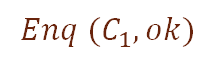 Enq (C₁, ok)